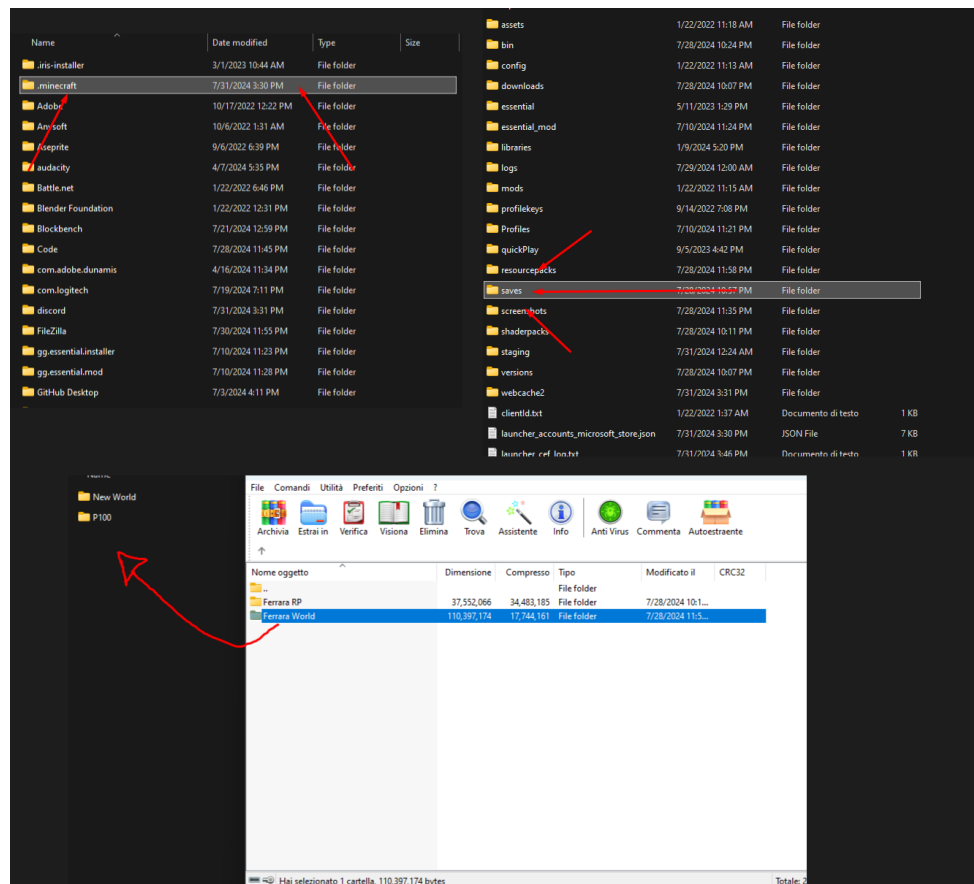 Name Date modified Type Size
.iris-installer 3/1/2023 10:44 AM File folder
.minecraft 7/31/2024 3:30 PM File folder
Adobe 10/17/2022 12:22 PM File folder
Anysoft 10/6/2022 1:31 AM File folder
Aseprite 9/6/2022 6:39 PM File folder
audacity 4/7/2024 5:35 PM File folder
Battle.net 1/22/2022 6:46 PM File folder
Blender Foundation 1/22/2022 12:31 PM File folder
Blockbench 7/21/2024 12:59 PM File folder
Code 7/28/2024 11:45 PM File folder
com.adobe.dunamis 4/16/2024 11:34 PM File folder
com.logitech 7/19/2024 7:11 PM File folder
discord 7/31/2024 3:31 PM File folder
FileZilla 7/30/2024 11:55 PM File folder
gg.essential.installer 7/10/2024 11:23 PM File folder
gg.essential.mod 7/10/2024 11:28 PM File folder
GitHub Desktop 7/3/2024 4:11 PM File folder
assets 1/22/2022 11:18 AM File folder
bin 7/28/2024 10:24 PM File folder
config 1/22/2022 11:13 AM File folder
downloads 7/28/2024 10:07 PM File folder
essential 5/11/2023 1:29 PM File folder
essential_mod 7/10/2024 11:24 PM File folder
libraries 1/9/2024 5:20 PM File folder
logs 7/29/2024 12:00 AM File folder
mods 1/22/2022 11:15 AM File folder
profilekeys 9/14/2022 7:08 PM File folder
Profiles 7/10/2024 11:21 PM File folder
quickPlay 9/5/2023 4:42 PM File folder
resourcepacks 7/28/2024 11:58 PM File folder
saves 7/28/2024 10:57 PM File folder
screenshots 7/28/2024 11:35 PM File folder
shaderpacks 7/28/2024 10:11 PM File folder
staging 7/31/2024 12:24 AM File folder
versions 7/28/2024 10:07 PM File folder
webcache2 7/31/2024 3:31 PM File folder
clientId.txt 1/22/2022 1:37 AM Documento di testo 1 KB
launcher_accounts_microsoft_store.json 7/31/2024 3:30 PM JSON File 7 KB
launcher_cef_log.txt 7/31/2024 3:46 PM Documento di testo 1 KB
Name
New World
P100
File Comandi Utilità Preferiti Opzioni ?
Archivia Estrai in Verifica Visiona Elimina Trova Assistente Info Anti Virus Commenta Autoestraente
Nome oggetto Dimensione Compresso Tipo Modificato il CRC32
.. File folder
Ferrara RP 37,552,066 34,483,185 File folder 7/28/2024 10:1...
Ferrara World 110,397,174 17,744,161 File folder 7/28/2024 11:5...
Hai selezionato 1 cartella, 110,397,174 bytes Totale: 2